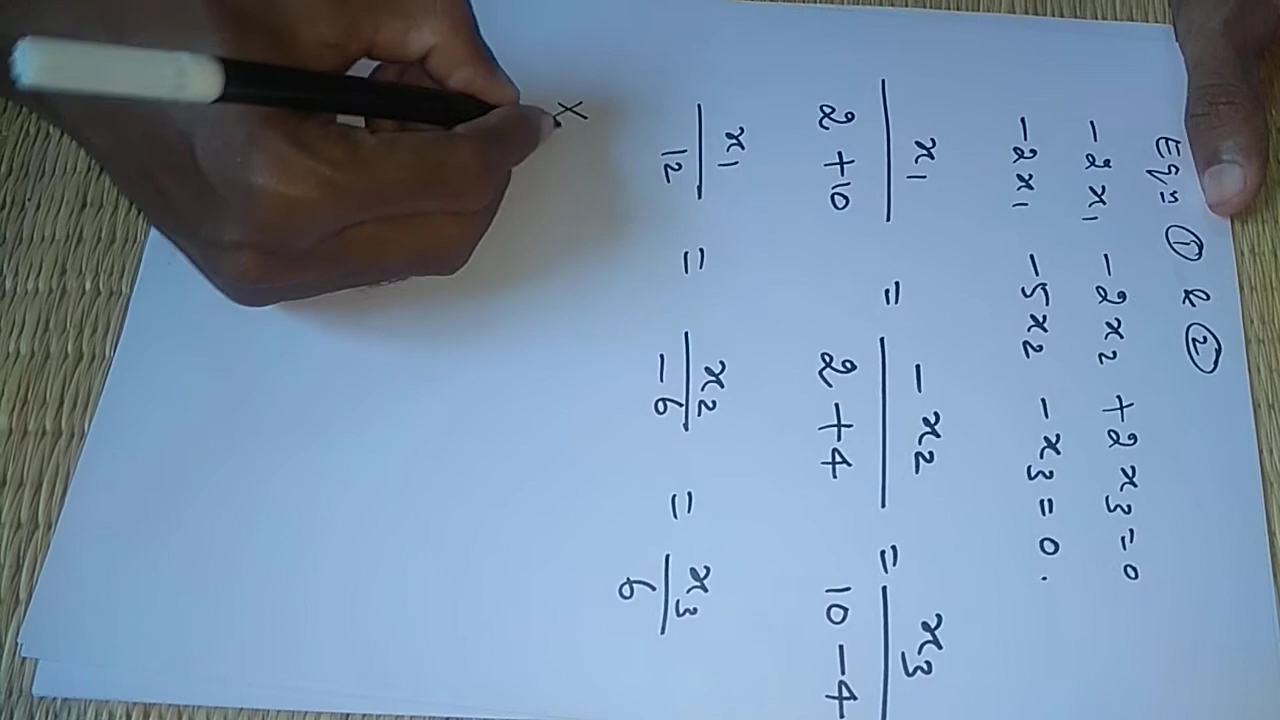 Eqn ① & ②
-2x₁ -2x₂ +2x₃=0
-2x₁ -5x₂ -x₃=0.
x₁/2+10 = -x₂/2+4 = x₃/10-4
x₁/12 = x₂/-6 = x₃/6
X